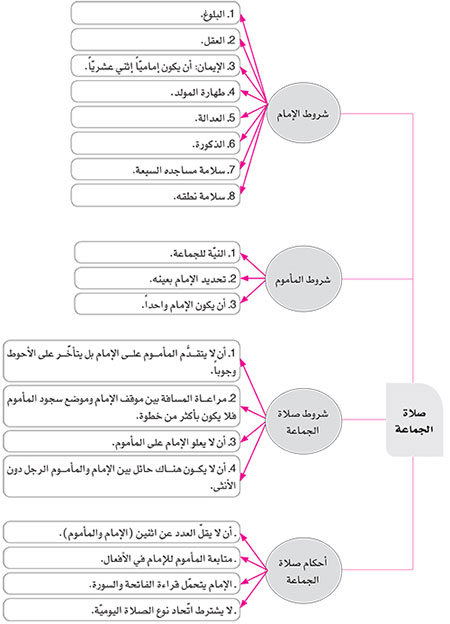 صلاة
الجماعة
شروط الإمام
1. البلوغ.
2. العقل.
3. الإيمان: أن يكون إماميّاً إثني عشريّاً.
4. طهارة المولد.
5. العدالة.
6. الذكورة.
7. سلامة مساجده السبعة.
8. سلامة نطقه.
شروط المأموم
1. النيّة للجماعة.
2. تحديد الإمام بعينه.
3. أن يكون الإمام واحداً.
شروط صلاة
الجماعة
1. أن لا يتقدَّم المأموم على الإمام بل يتأخّر على الأحوط
وجوباً.
2. مراعاة المسافة بين موقف الإمام وموضع سجود المأموم
فلا يكون بأكثر من خطوة.
3. أن لا يعلو الإمام على المأموم.
4. أن لا يكون هناك حائل بين الإمام والمأموم الرجل دون
الأنثى.
أحكام صلاة
الجماعة
. أن لا يقلّ العدد عن اثنين (الإمام والمأموم).
. متابعة المأموم للإمام في الأفعال.
. الإمام يتحمّل قراءة الفاتحة والسورة.
. لا يشترط اتّحاد نوع الصلاة اليوميّة.